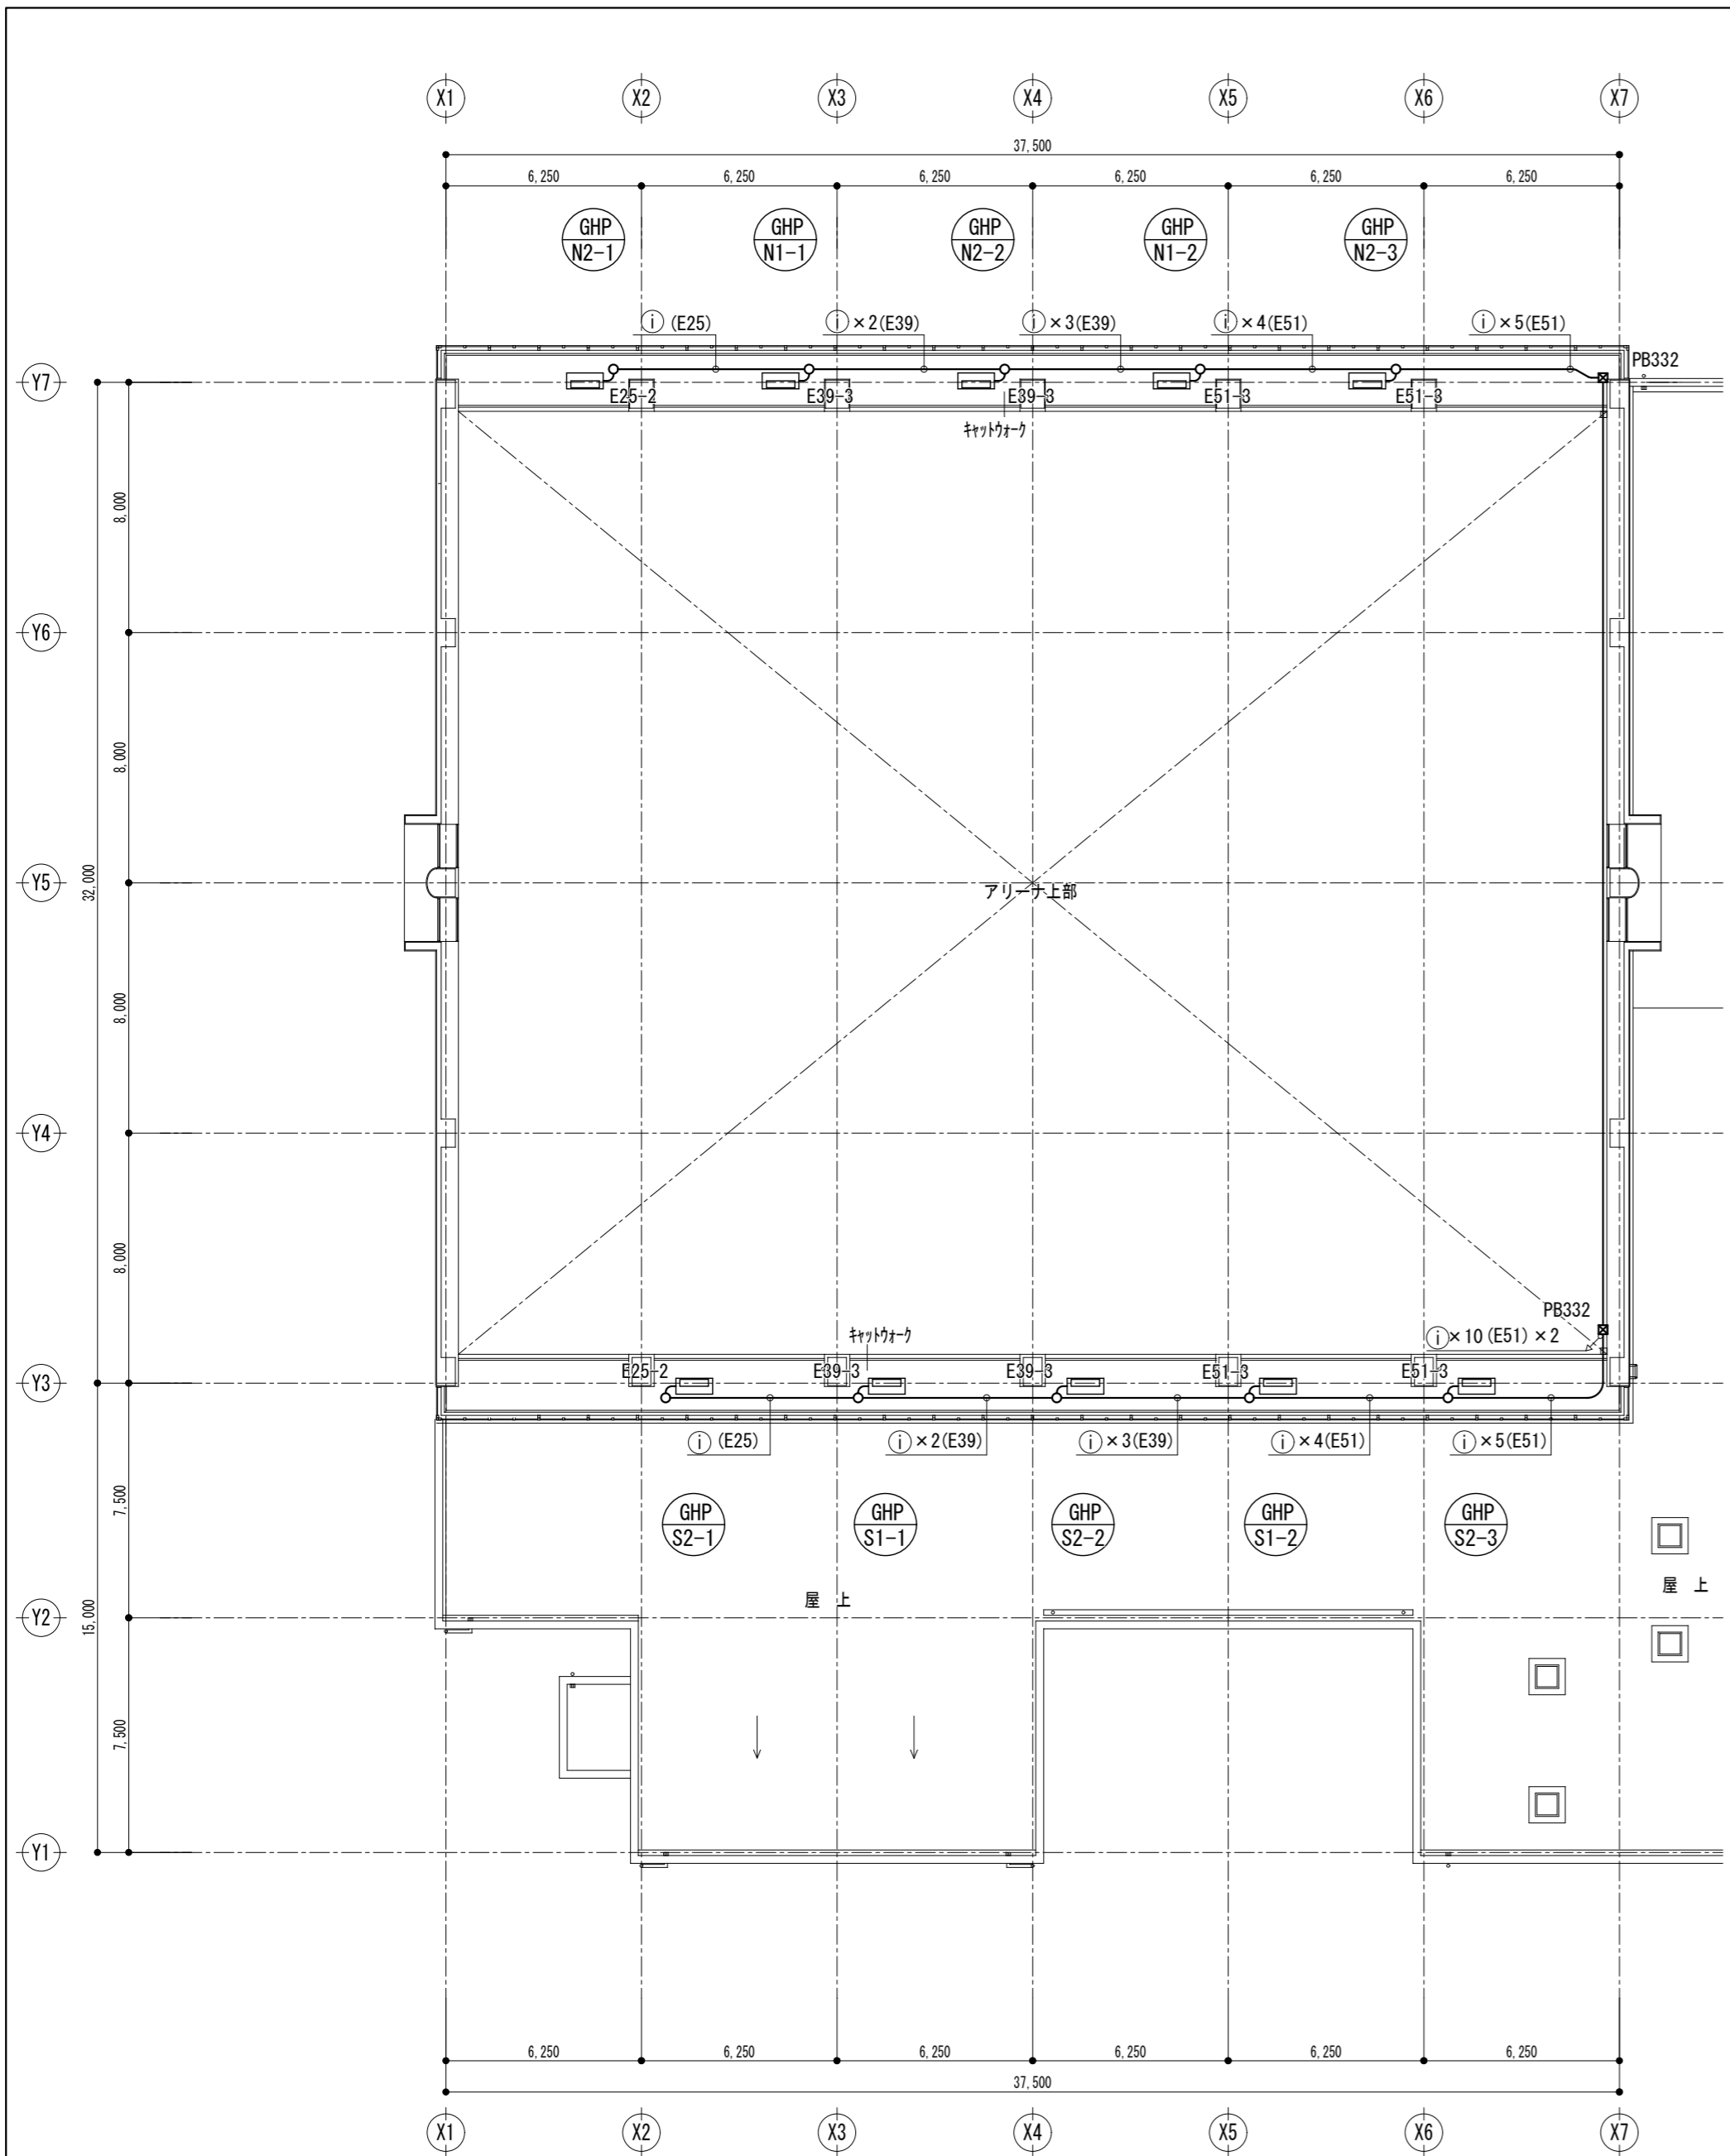 X1 X2 X3 X4 X5 X6 X7
37,500
6,250 6,250 6,250 6,250 6,250 6,250
GHP N2-1
GHP N1-1
GHP N2-2
GHP N1-2
GHP N2-3
ⓘ (E25)
ⓘ×2(E39)
ⓘ×3(E39)
ⓘ×4(E51)
ⓘ×5(E51)
PB332
Y7
E25-2
E39-3
E39-3
E51-3
E51-3
キャットウォーク
8,000
Y6
8,000
Y5
32,000
アリーナ上部
8,000
Y4
8,000
PB332
キャットウォーク
ⓘ×10(E51)×2
Y3
E25-2
E39-3
E39-3
E51-3
E51-3
ⓘ (E25)
ⓘ×2(E39)
ⓘ×3(E39)
ⓘ×4(E51)
ⓘ×5(E51)
7,500
GHP S2-1
GHP S1-1
GHP S2-2
GHP S1-2
GHP S2-3
屋 上
屋 上
Y2
15,000
7,500
Y1
6,250 6,250 6,250 6,250 6,250 6,250
37,500
X1 X2 X3 X4 X5 X6 X7